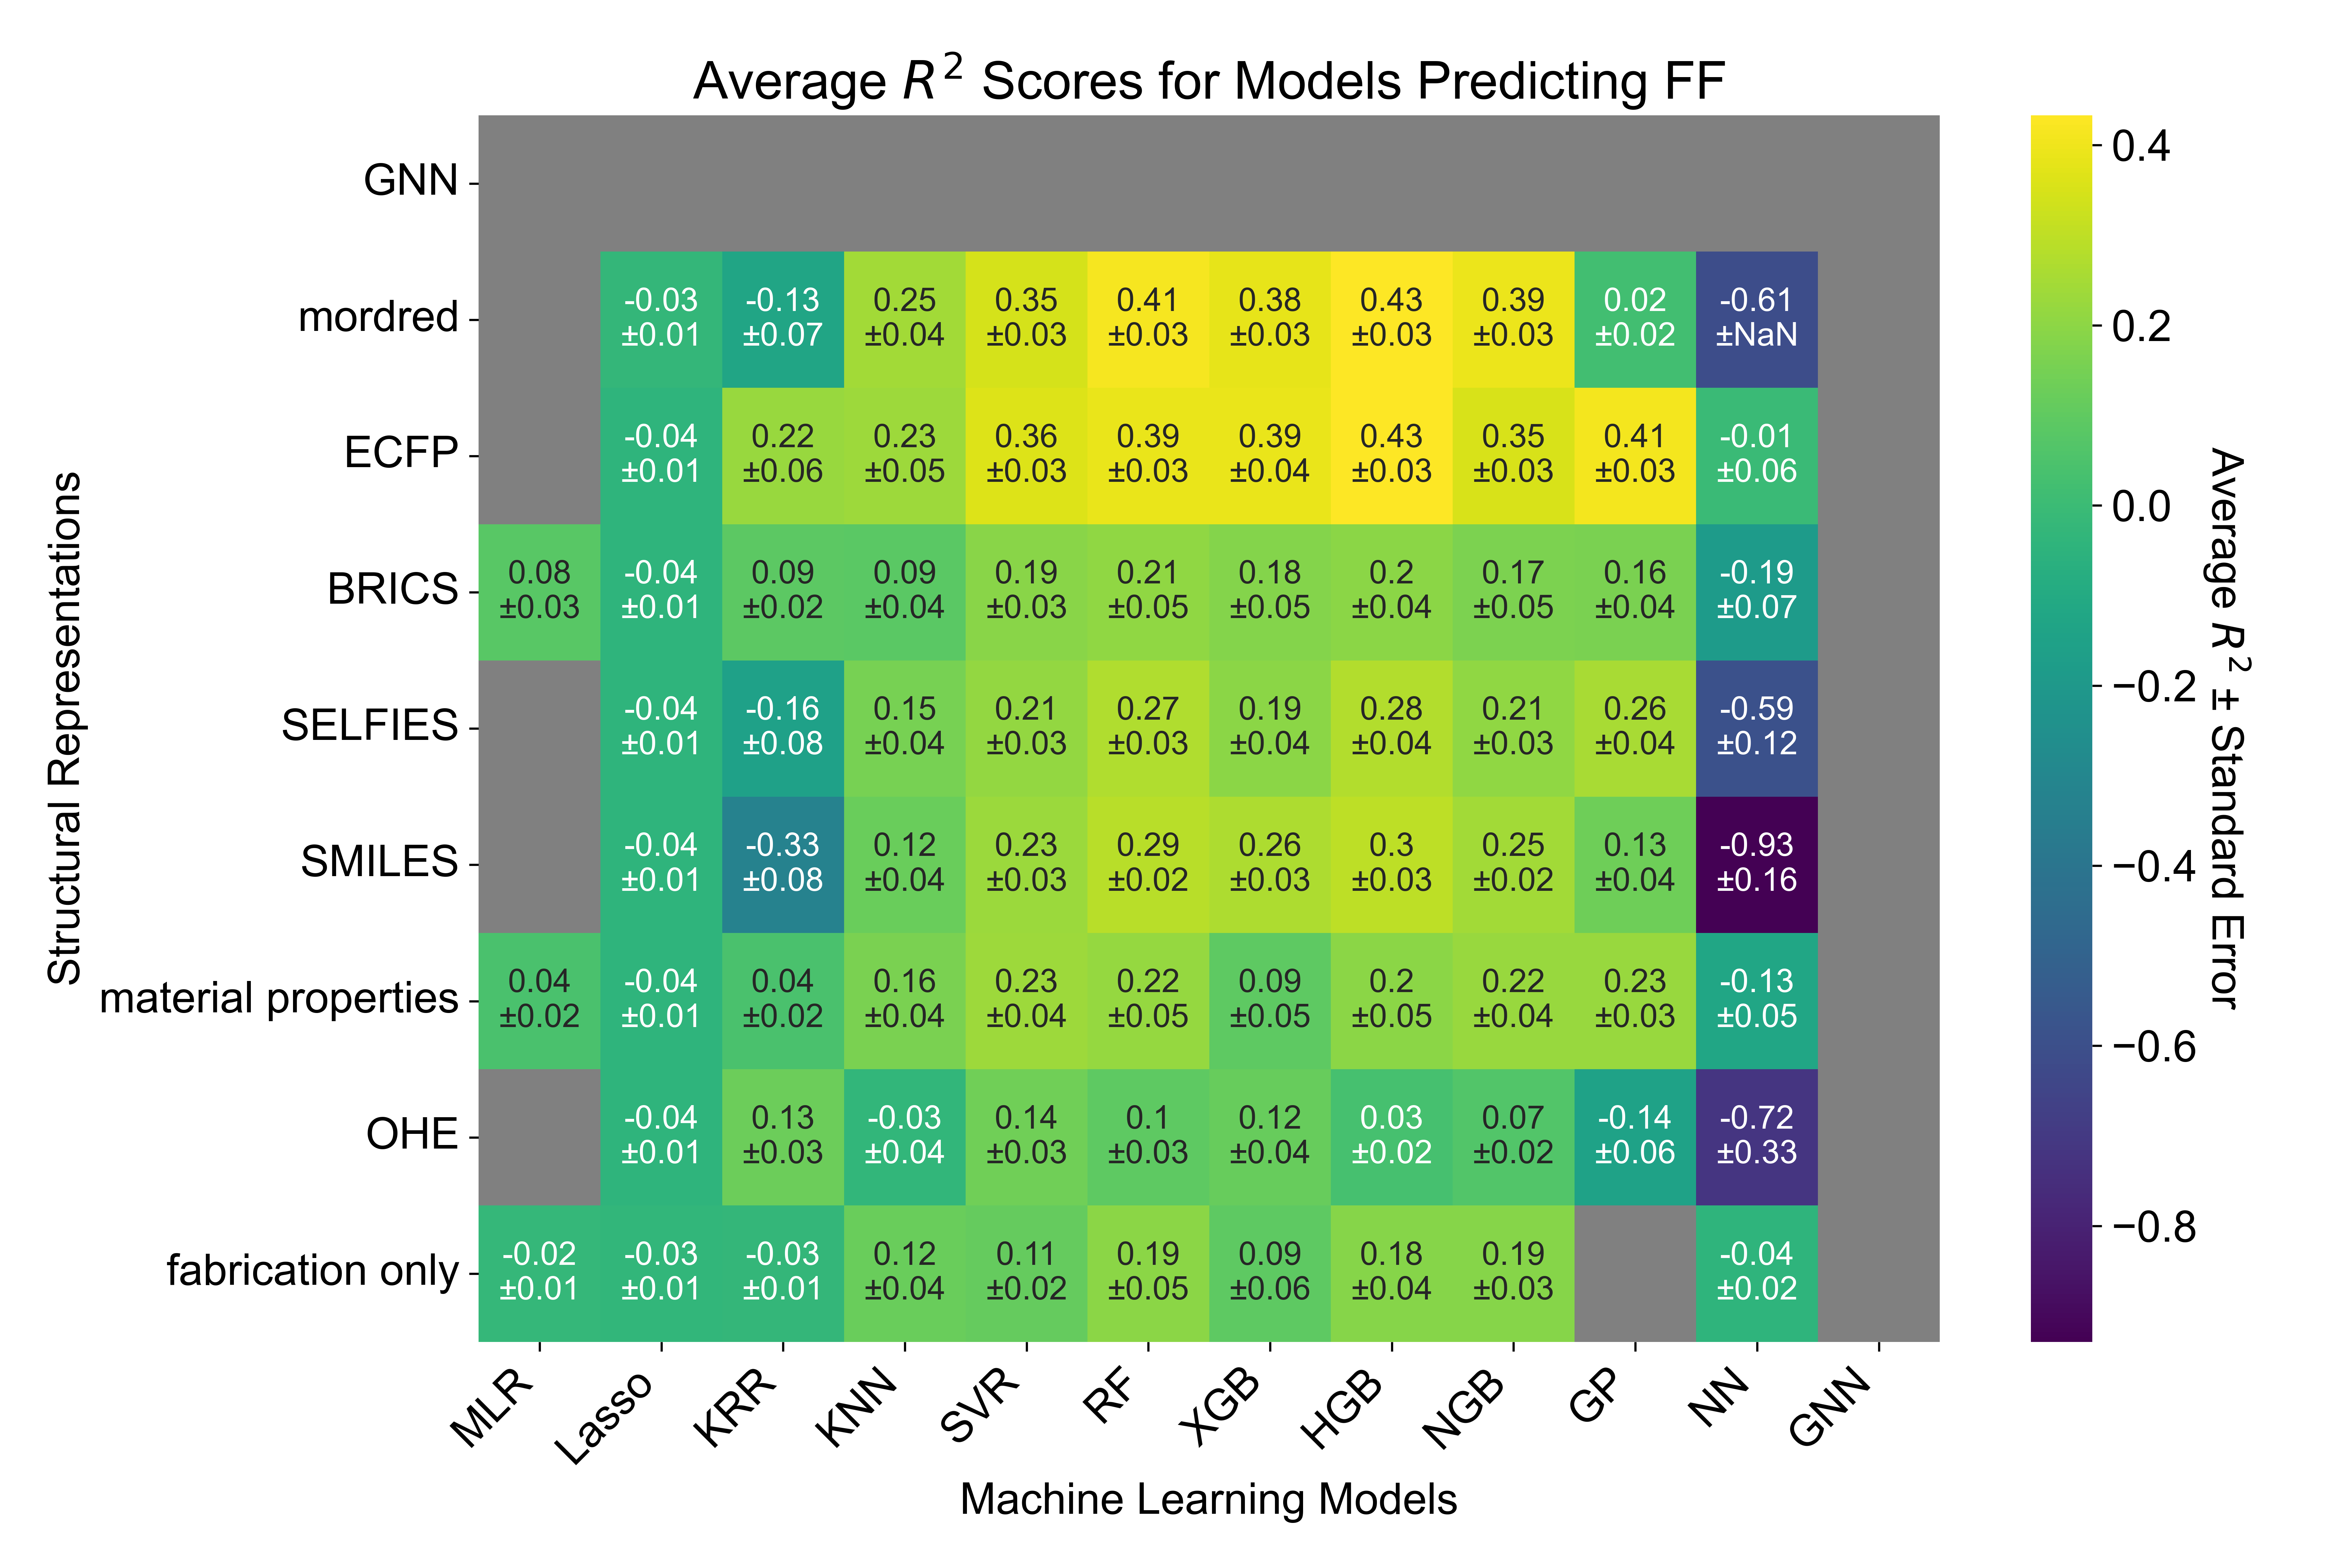 Average R² Scores for Models Predicting FF
Structural Representations
GNN
mordred
-0.03 -0.13 0.25 0.35 0.41 0.38 0.43 0.39 0.02 -0.61
±0.01 ±0.07 ±0.04 ±0.03 ±0.03 ±0.03 ±0.03 ±0.03 ±0.02 ±NaN
ECFP
-0.04 0.22 0.23 0.36 0.39 0.39 0.43 0.35 0.41 -0.01
±0.01 ±0.06 ±0.05 ±0.03 ±0.03 ±0.04 ±0.03 ±0.03 ±0.03 ±0.06
BRICS
0.08 -0.04 0.09 0.09 0.19 0.21 0.18 0.2 0.17 0.16 -0.19
±0.03 ±0.01 ±0.02 ±0.04 ±0.03 ±0.05 ±0.05 ±0.04 ±0.05 ±0.04 ±0.07
SELFIES
-0.04 -0.16 0.15 0.21 0.27 0.19 0.28 0.21 0.26 -0.59
±0.01 ±0.08 ±0.04 ±0.03 ±0.03 ±0.04 ±0.04 ±0.03 ±0.04 ±0.12
SMILES
-0.04 -0.33 0.12 0.23 0.29 0.26 0.3 0.25 0.13 -0.93
±0.01 ±0.08 ±0.04 ±0.03 ±0.02 ±0.03 ±0.03 ±0.02 ±0.04 ±0.16
material properties
0.04 -0.04 0.04 0.16 0.23 0.22 0.09 0.2 0.22 0.23 -0.13
±0.02 ±0.01 ±0.02 ±0.04 ±0.04 ±0.05 ±0.05 ±0.05 ±0.04 ±0.03 ±0.05
OHE
-0.04 0.13 -0.03 0.14 0.1 0.12 0.03 0.07 -0.14 -0.72
±0.01 ±0.03 ±0.04 ±0.03 ±0.03 ±0.04 ±0.02 ±0.02 ±0.06 ±0.33
fabrication only
-0.02 -0.03 -0.03 0.12 0.11 0.19 0.09 0.18 0.19 -0.04
±0.01 ±0.01 ±0.01 ±0.04 ±0.02 ±0.05 ±0.06 ±0.04 ±0.03 ±0.02
MLR Lasso KRR KNN SVR RF XGB HGB NGB GP NN GNN
Machine Learning Models
0.4
0.2
0.0
−0.2
−0.4
−0.6
−0.8
Average R² ± Standard Error